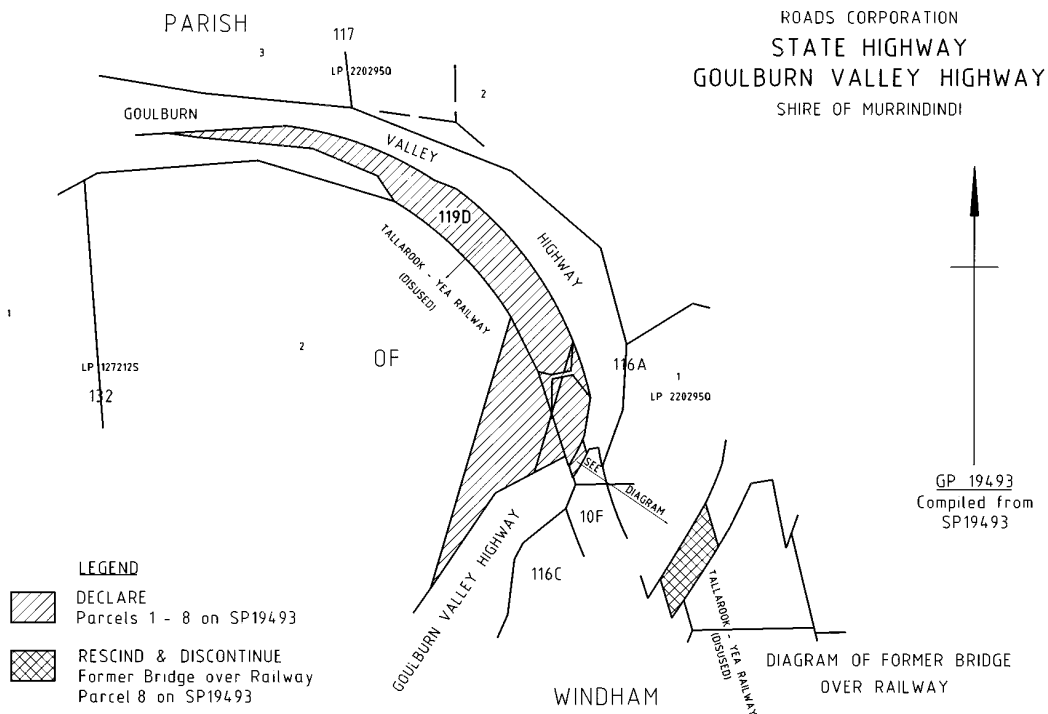 PARISH
ROADS CORPORATION
STATE HIGHWAY
GOULBURN VALLEY HIGHWAY
SHIRE OF MURRINDINDI
117
3
LP 220295Q
2
GOULBURN
VALLEY
HIGHWAY
119D
TALLAROOK - YEA RAILWAY
(DISUSED)
1
2
OF
LP 127212S
132
116A
1
LP 220295Q
SEE
DIAGRAM
10F
116C
GOULBURN VALLEY HIGHWAY
GP 19493
Compiled from
SP19493
LEGEND
DECLARE
Parcels 1 - 8 on SP19493
RESCIND & DISCONTINUE
Former Bridge over Railway
Parcel 8 on SP19493
WINDHAM
TALLAROOK - YEA RAILWAY
(DISUSED)
DIAGRAM OF FORMER BRIDGE
OVER RAILWAY